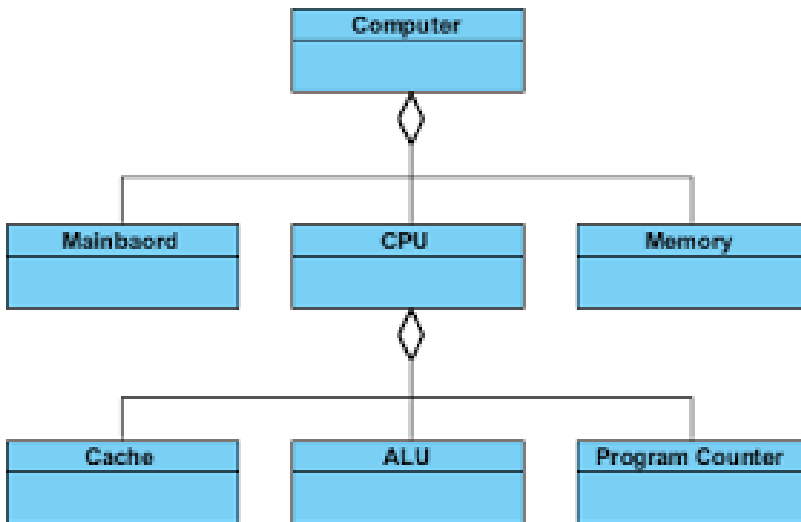 Computer
Mainbaord
CPU
Memory
Cache
ALU
Program Counter